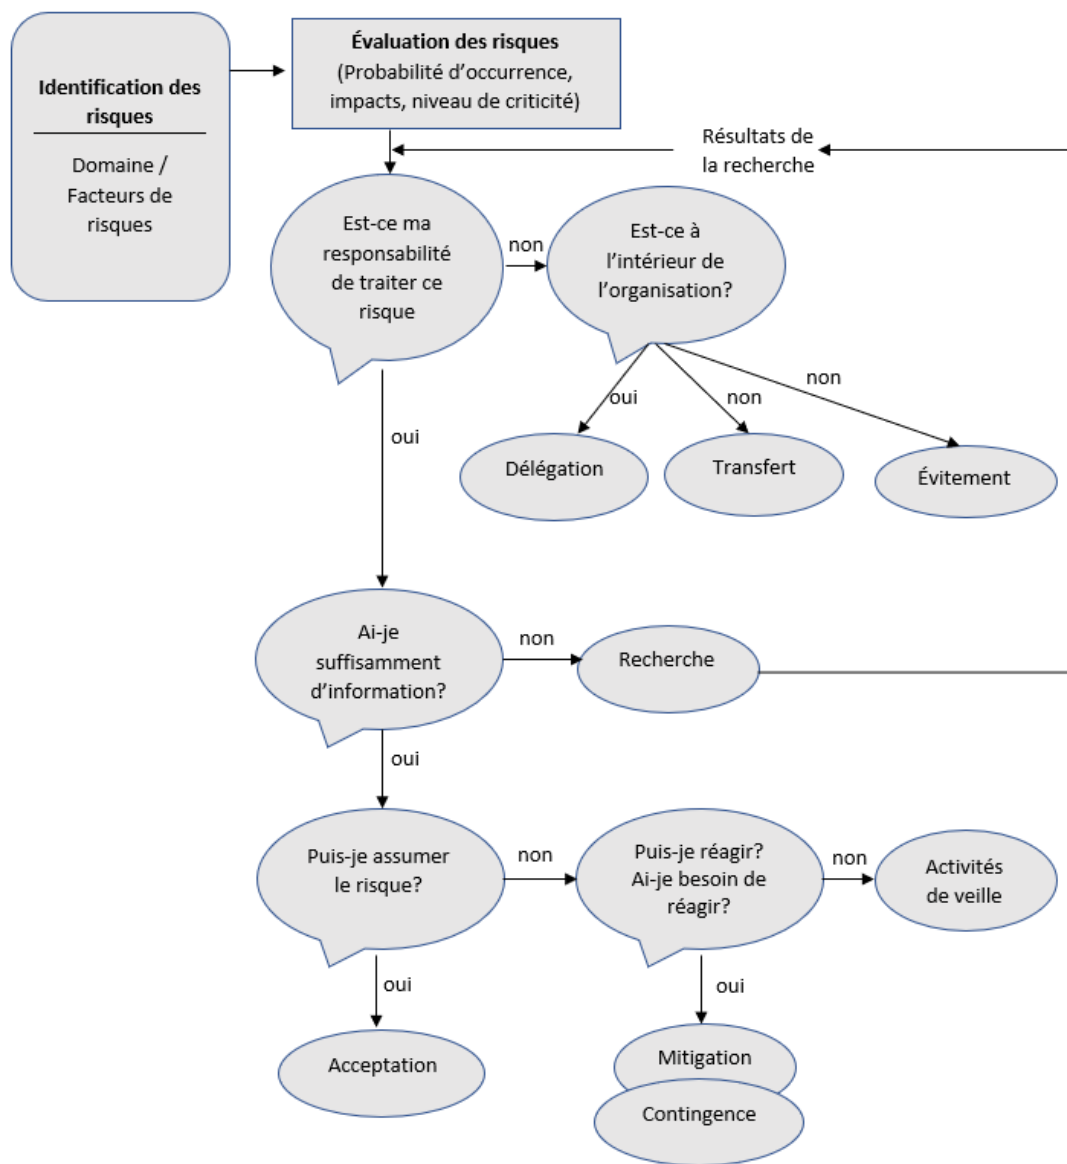 Identification des
risques
Domaine /
Facteurs de
risques
Évaluation des risques
(Probabilité d’occurrence,
impacts, niveau de criticité)
Résultats de
la recherche
Est-ce ma
responsabilité
de traiter ce
risque
non
Est-ce à
l’intérieur de
l’organisation?
oui
non
non
Délégation
Transfert
Évitement
oui
Ai-je
suffisamment
d’information?
non
Recherche
oui
Puis-je assumer
le risque?
non
Puis-je réagir?
Ai-je besoin de
réagir?
non
Activités
de veille
oui
oui
Acceptation
Mitigation
Contingence